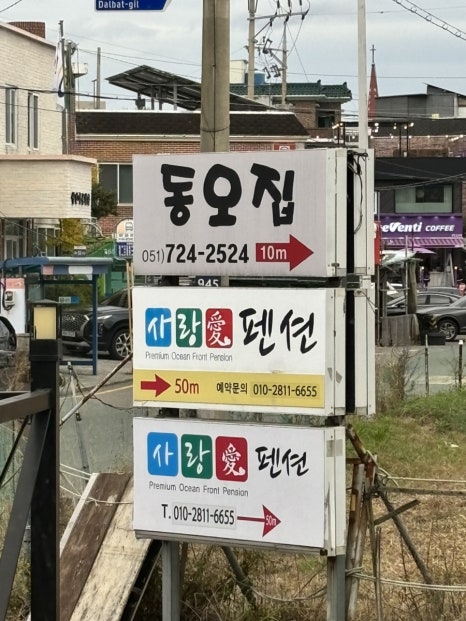 Dalbat-gil
동오집
051)724-2524 10m
945
eVenti COFFEE
사랑愛 펜션
Premium Ocean Front Pension
50m 예약문의 010-2811-6655
사랑愛 펜션
Premium Ocean Front Pension
T. 010-2811-6655 50m